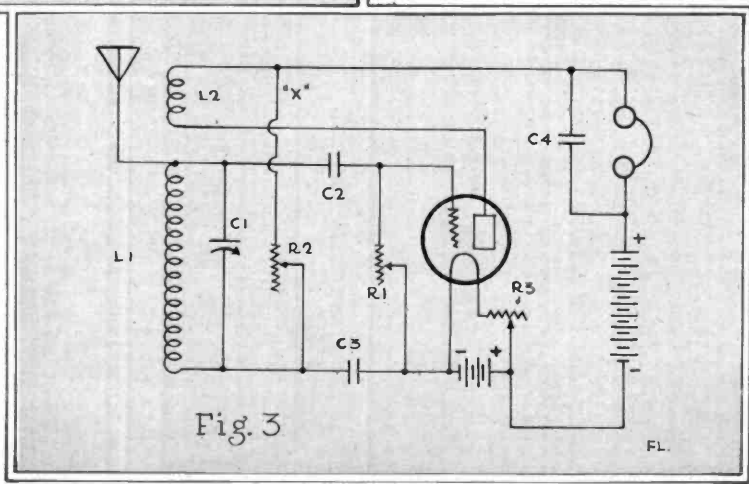 L2
"X"
C4
C2
C1
L1
R2
R1
R3
C3
- +
+
-
Fig. 3
FL.